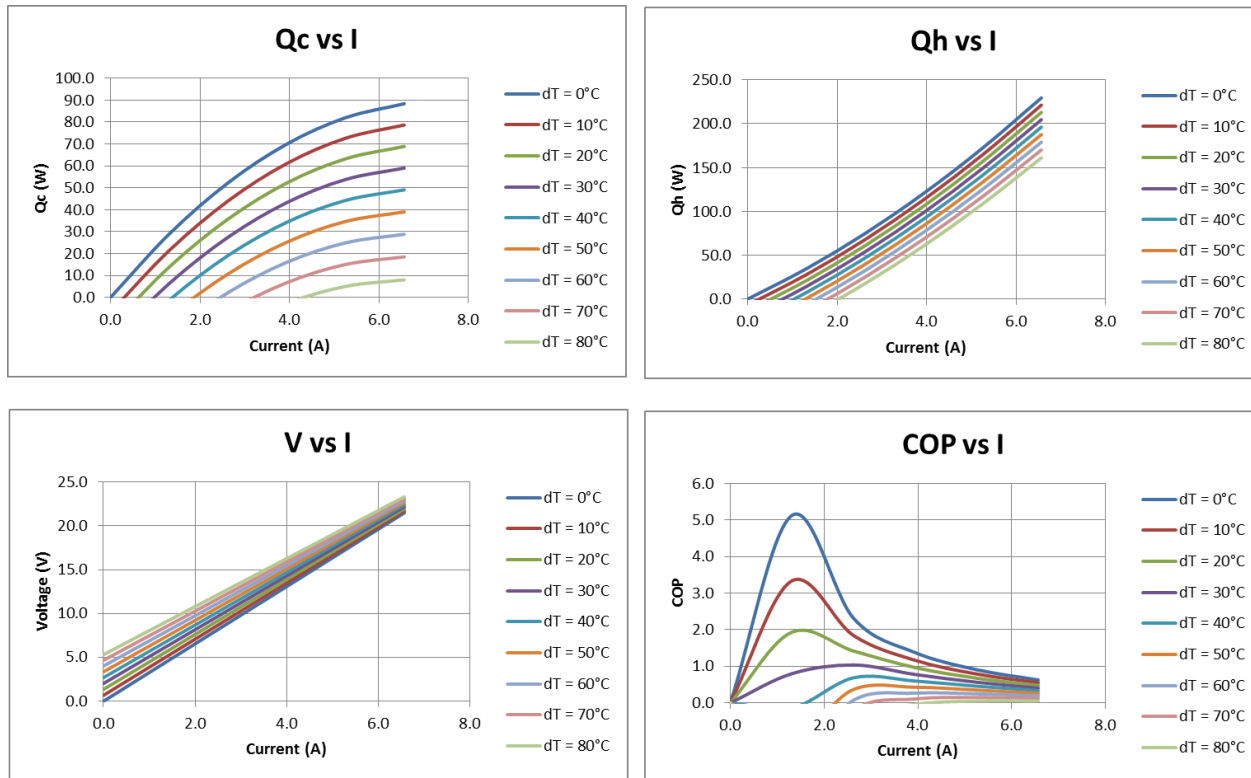 Qc vs I
100.0
90.0
80.0
70.0
60.0
50.0
40.0
30.0
20.0
10.0
0.0
Qc (W)
0.0 2.0 4.0 6.0 8.0
Current (A)
dT = 0°C
dT = 10°C
dT = 20°C
dT = 30°C
dT = 40°C
dT = 50°C
dT = 60°C
dT = 70°C
dT = 80°C
Qh vs I
250.0
200.0
150.0
100.0
50.0
0.0
Qh (W)
0.0 2.0 4.0 6.0 8.0
Current (A)
dT = 0°C
dT = 10°C
dT = 20°C
dT = 30°C
dT = 40°C
dT = 50°C
dT = 60°C
dT = 70°C
dT = 80°C
V vs I
25.0
20.0
15.0
10.0
5.0
0.0
Voltage (V)
0.0 2.0 4.0 6.0 8.0
Current (A)
dT = 0°C
dT = 10°C
dT = 20°C
dT = 30°C
dT = 40°C
dT = 50°C
dT = 60°C
dT = 70°C
dT = 80°C
COP vs I
6.0
5.0
4.0
3.0
2.0
1.0
0.0
COP
0.0 2.0 4.0 6.0 8.0
Current (A)
dT = 0°C
dT = 10°C
dT = 20°C
dT = 30°C
dT = 40°C
dT = 50°C
dT = 60°C
dT = 70°C
dT = 80°C